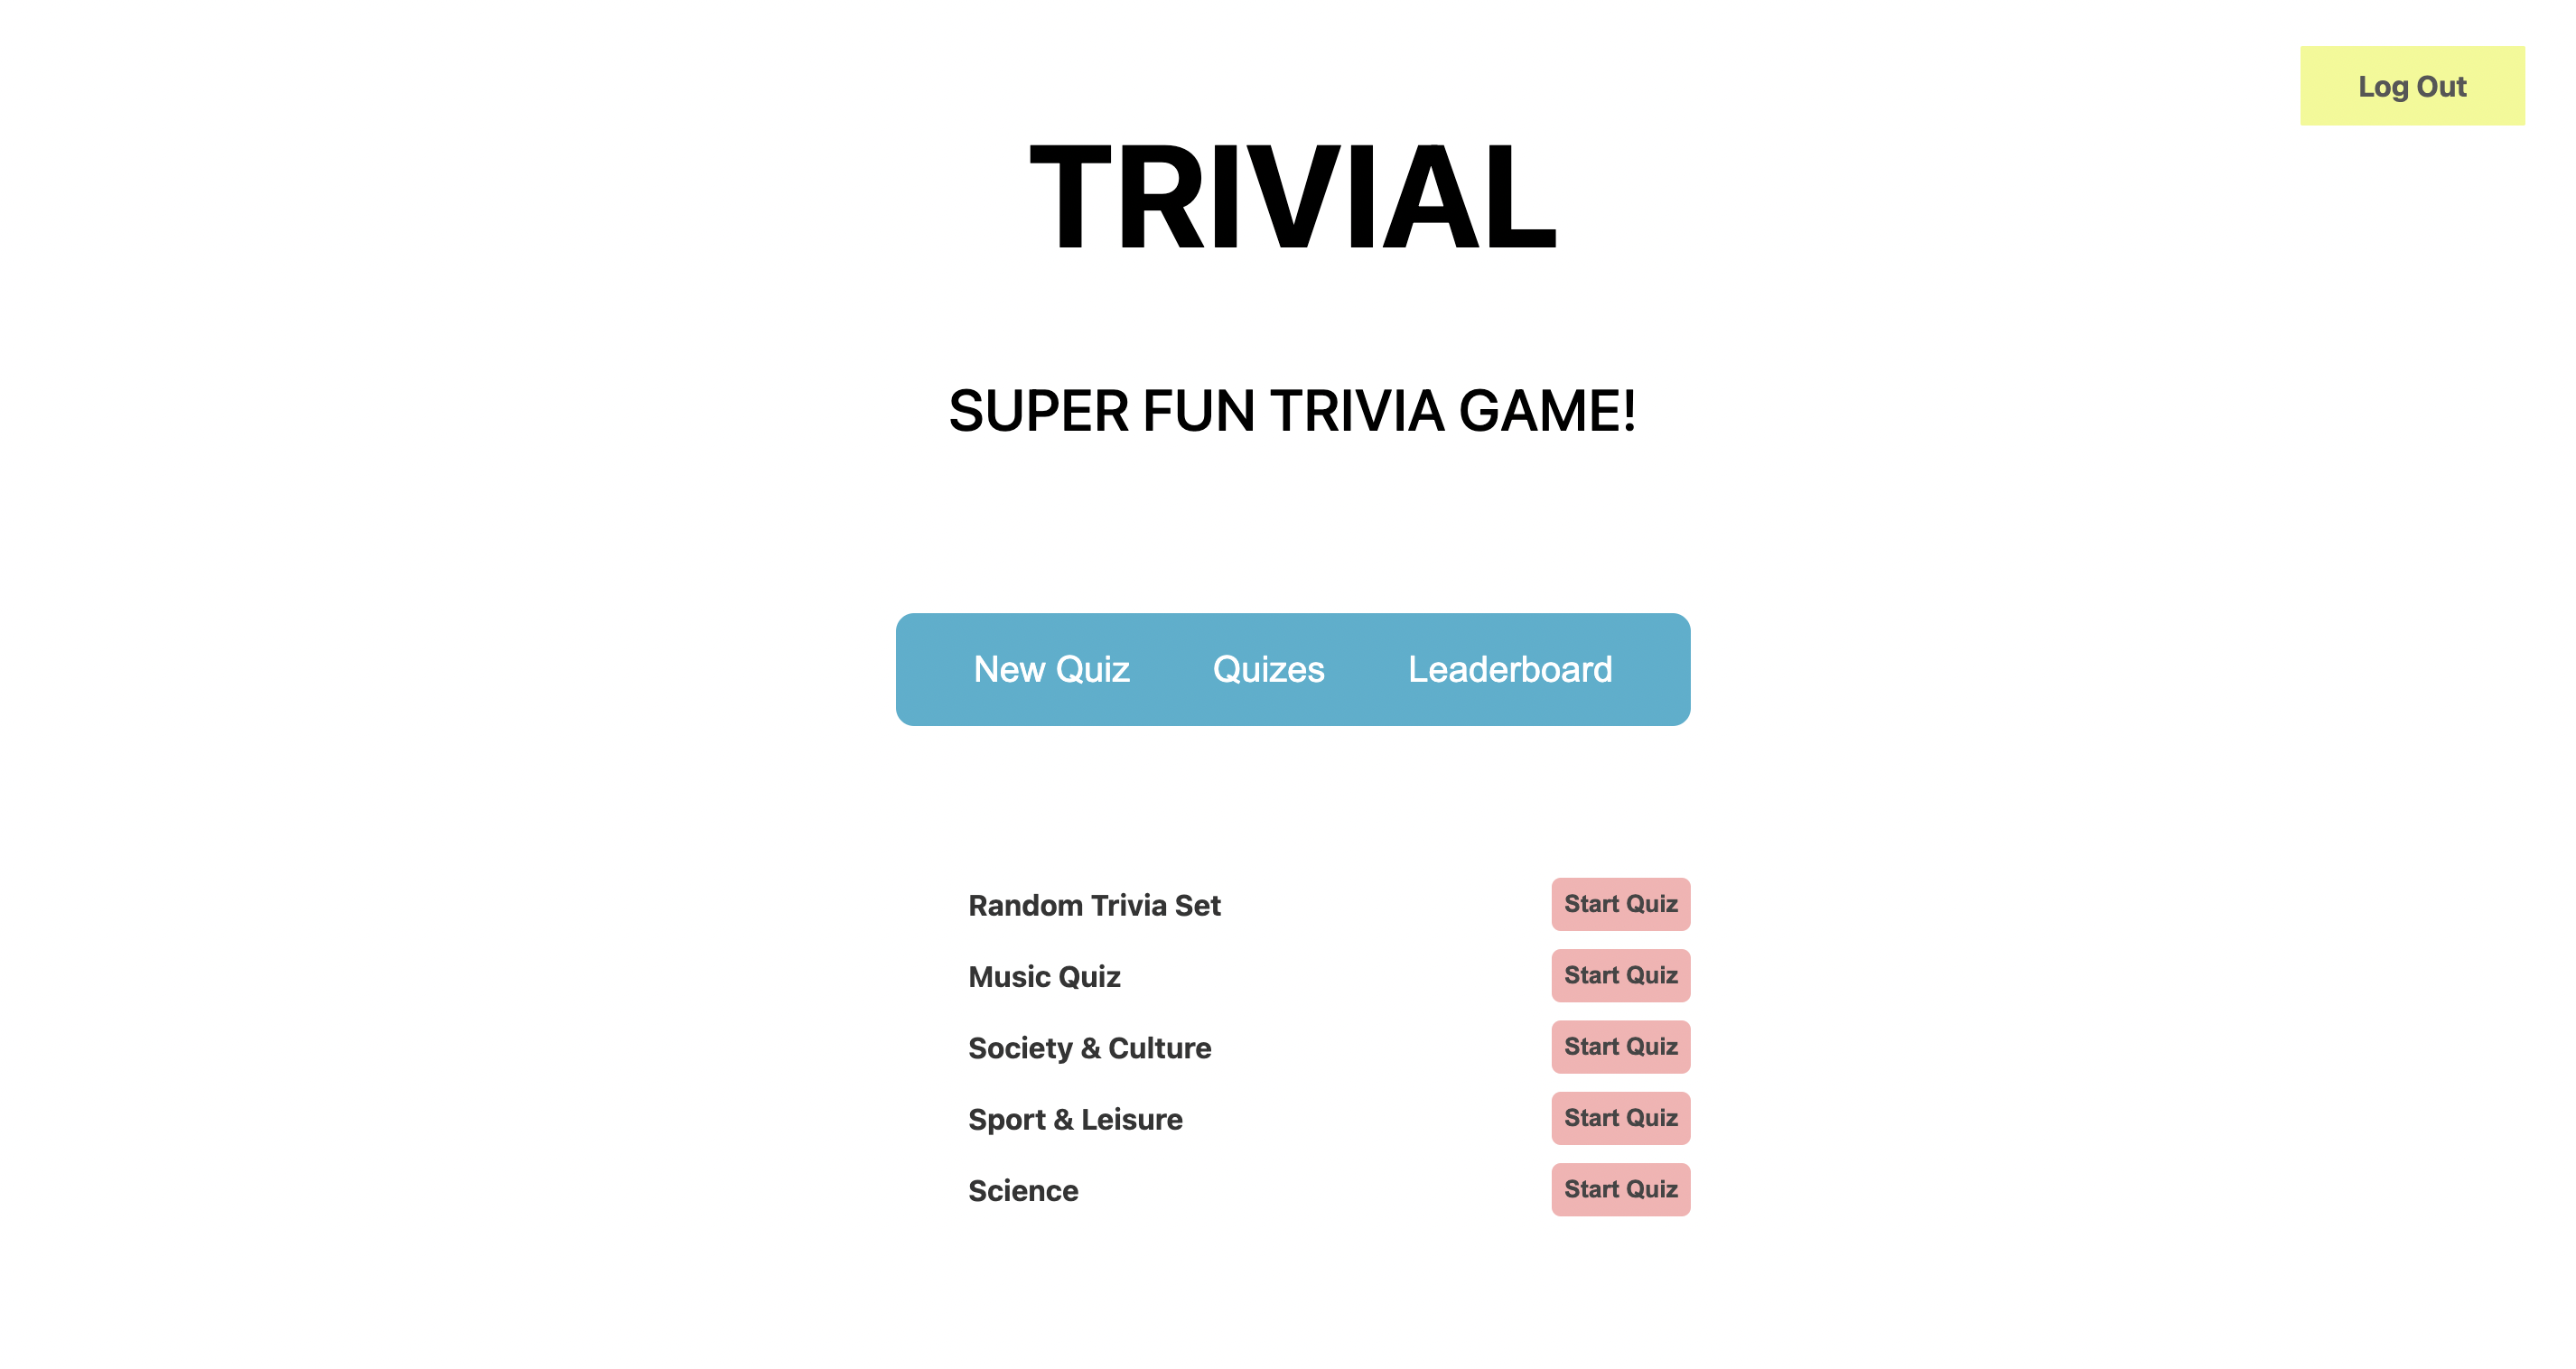 Log Out
TRIVIAL
SUPER FUN TRIVIA GAME!
New Quiz Quizes Leaderboard
Random Trivia Set Start Quiz
Music Quiz Start Quiz
Society & Culture Start Quiz
Sport & Leisure Start Quiz
Science Start Quiz